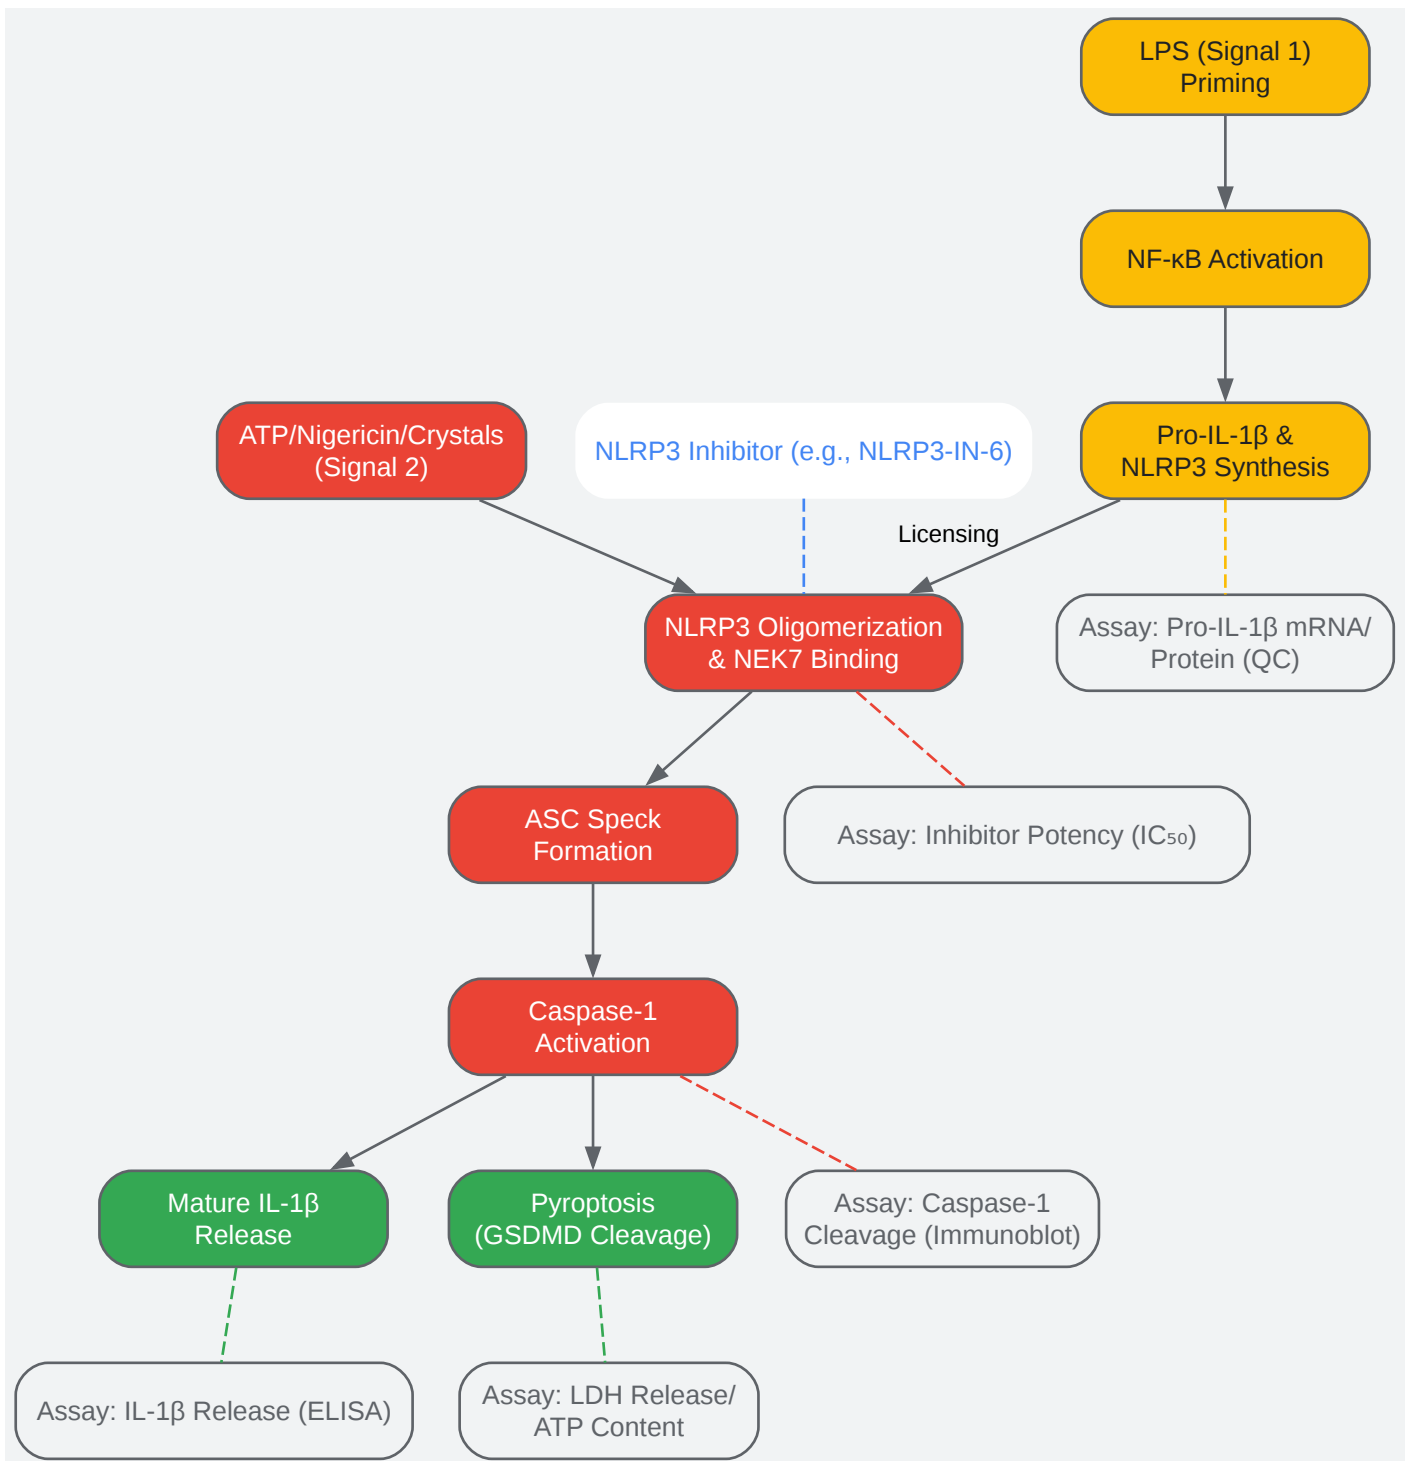 LPS (Signal 1)
Priming
NF-κB Activation
ATP/Nigericin/Crystals
(Signal 2)
NLRP3 Inhibitor (e.g., NLRP3-IN-6)
Pro-IL-1β &
NLRP3 Synthesis
Licensing
NLRP3 Oligomerization
& NEK7 Binding
Assay: Pro-IL-1β mRNA/
Protein (QC)
ASC Speck
Formation
Assay: Inhibitor Potency (IC₅₀)
Caspase-1
Activation
Mature IL-1β
Release
Pyroptosis
(GSDMD Cleavage)
Assay: Caspase-1
Cleavage (Immunoblot)
Assay: IL-1β Release (ELISA)
Assay: LDH Release/
ATP Content